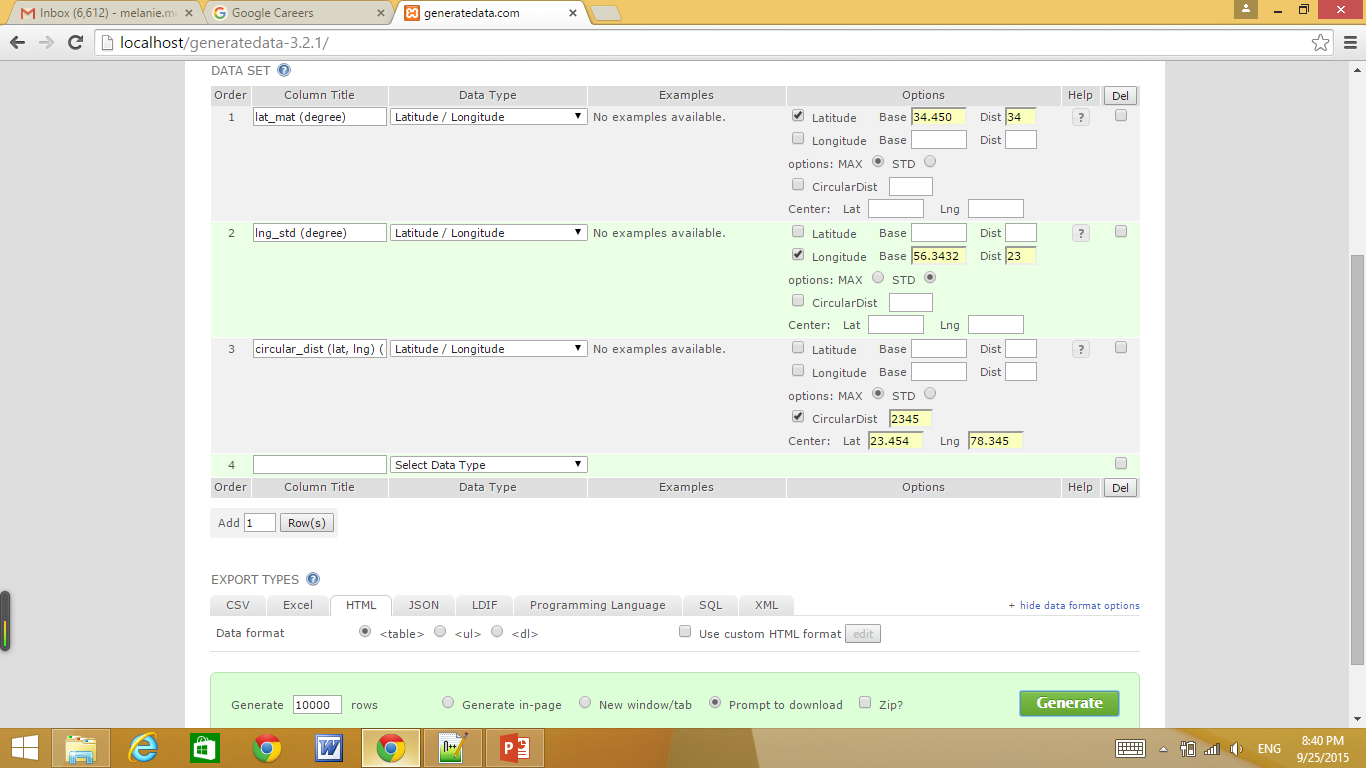 Inbox (6,612) - melanie.m
Google Careers
generatedata.com
localhost/generatedata-3.2.1/
DATA SET ?
Order Column Title Data Type Examples Options Help Del
1 lat_mat (degree) Latitude / Longitude No examples available. Latitude Base 34.450 Dist 34 ?
Longitude Base Dist
options: MAX STD
CircularDist
Center: Lat Lng
2 lng_std (degree) Latitude / Longitude No examples available. Latitude Base Dist ?
Longitude Base 56.3432 Dist 23
options: MAX STD
CircularDist
Center: Lat Lng
3 circular_dist (lat, lng) ( Latitude / Longitude No examples available. Latitude Base Dist ?
Longitude Base Dist
options: MAX STD
CircularDist 2345
Center: Lat 23.454 Lng 78.345
4 Select Data Type
Order Column Title Data Type Examples Options Help Del
Add 1 Row(s)
EXPORT TYPES ?
CSV Excel HTML JSON LDIF Programming Language SQL XML + hide data format options
Data format <table> <ul> <dl> Use custom HTML format edit
Generate 10000 rows Generate in-page New window/tab Prompt to download Zip? Generate
ENG 8:40 PM
9/25/2015